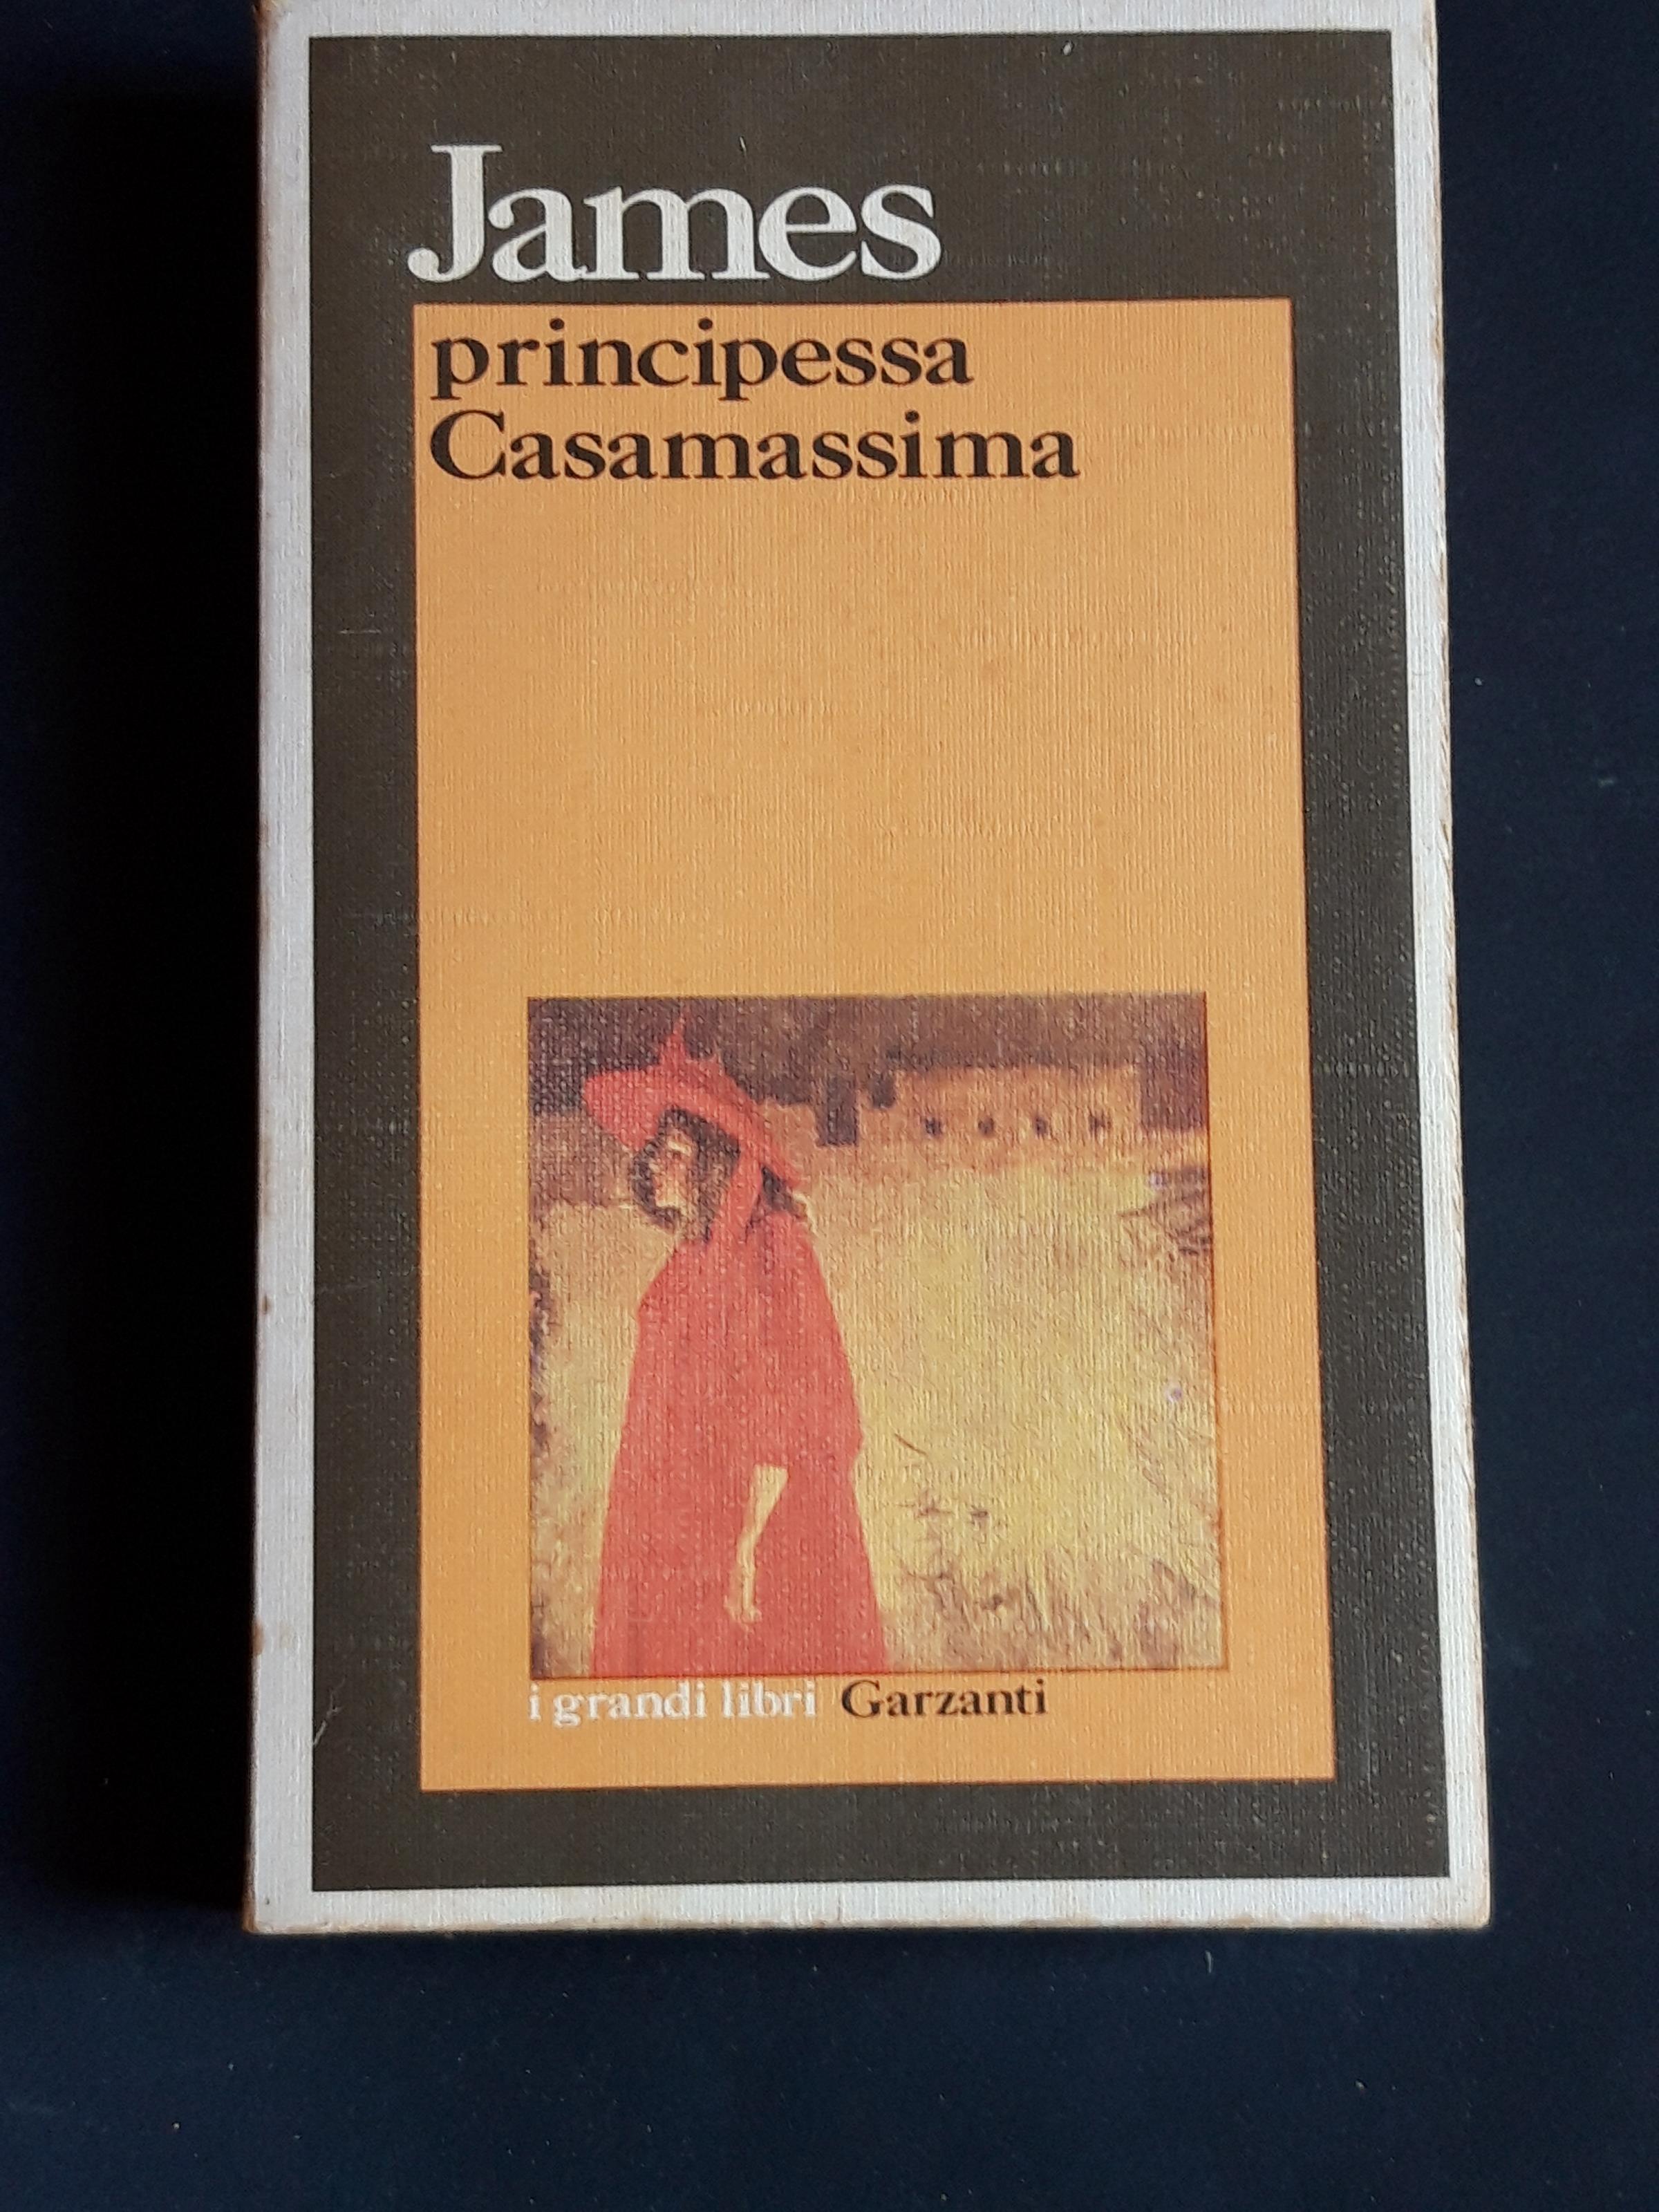 James
principessa
Casamassima
i grandi libri Garzanti